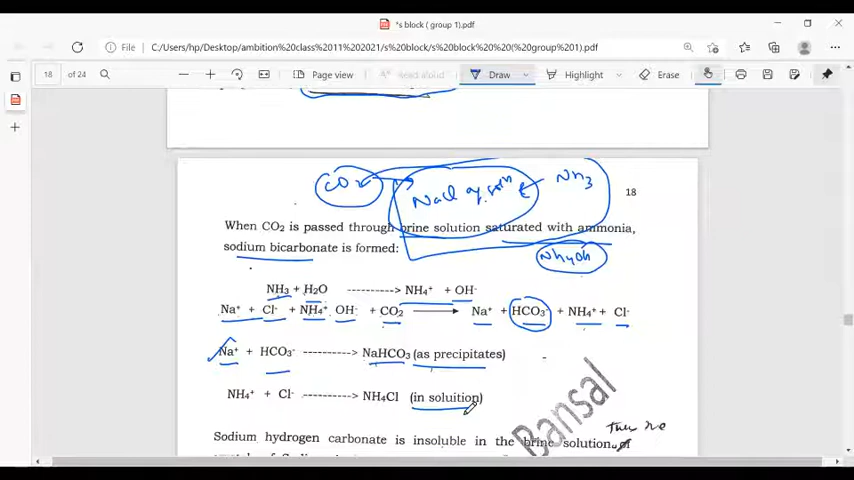 *s block ( group 1).pdf
File
C:/Users/hp/Desktop/ambition%20class%2011%202021/s%20block/s%20block%20%20(%20group%201).pdf
18 of 24
Page view
Read aloud
Draw
Highlight
Erase
CO2
NaCl aq. soln
NH3
18
When CO₂ is passed through brine solution saturated with ammonia,
sodium bicarbonate is formed:
NH4OH
NH₃ + H₂O ----------> NH₄⁺ + OH⁻
Na⁺ + Cl⁻ + NH₄⁺ OH⁻ + CO₂ ⟶ Na⁺ + HCO₃⁻ + NH₄⁺ + Cl⁻
Na⁺ + HCO₃⁻ -----------> NaHCO₃ (as precipitates)
NH₄⁺ + Cl⁻ -----------> NH₄Cl (in soluition)
Bansal
Sodium hydrogen carbonate is insoluble in the brine solution